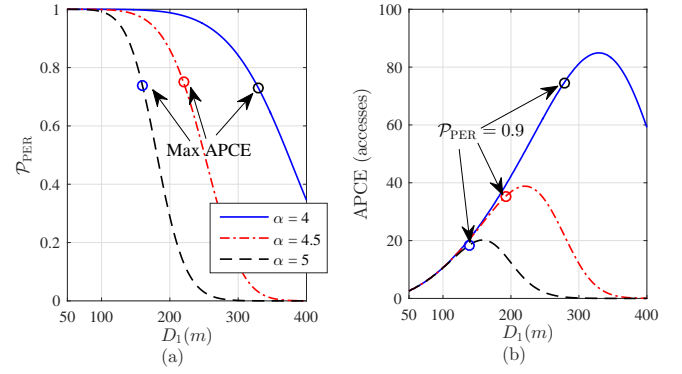 1
0.8
0.6
0.4
0.2
0
𝒫PER
Max APCE
α = 4
α = 4.5
α = 5
50 100 200 300 400
D₁(m)
(a)
100
80
60
40
20
0
APCE (accesses)
𝒫PER = 0.9
50 100 200 300 400
D₁(m)
(b)